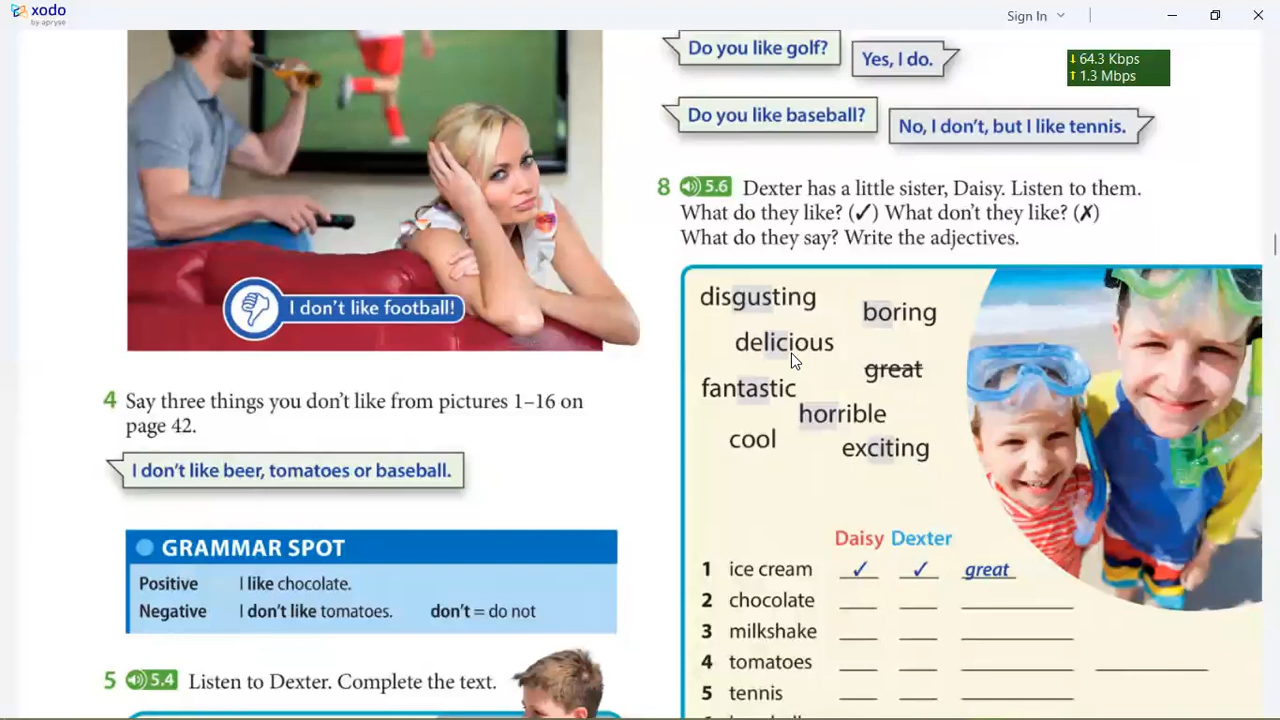 xodo
by apryse
Sign In
64.3 Kbps
1.3 Mbps
I don't like football!
4 Say three things you don't like from pictures 1–16 on
page 42.
I don't like beer, tomatoes or baseball.
GRAMMAR SPOT
Positive I like chocolate.
Negative I don't like tomatoes. don't = do not
5 5.4 Listen to Dexter. Complete the text.
Do you like golf?
Yes, I do.
Do you like baseball?
No, I don't, but I like tennis.
8 5.6 Dexter has a little sister, Daisy. Listen to them.
What do they like? (✓) What don't they like? (✗)
What do they say? Write the adjectives.
disgusting
boring
delicious
great
fantastic
horrible
cool
exciting
Daisy Dexter
1 ice cream ✓ ✓ great
2 chocolate
3 milkshake
4 tomatoes
5 tennis